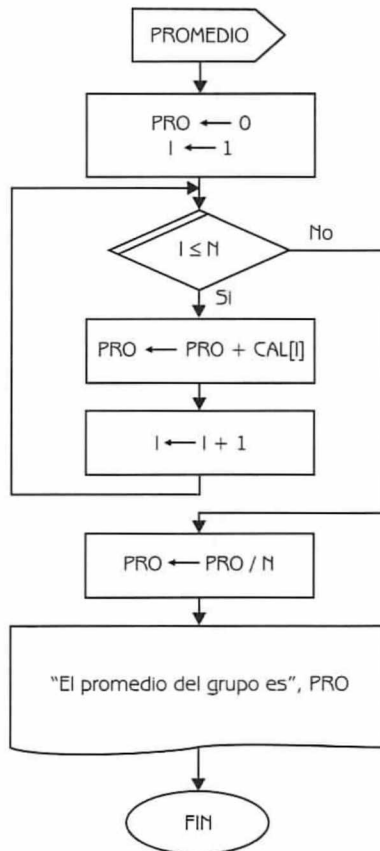 PROMEDIO
PRO ← 0
I ← 1
I ≤ N
No
Si
PRO ← PRO + CAL[I]
I ← I + 1
PRO ← PRO / N
“El promedio del grupo es”, PRO
FIN